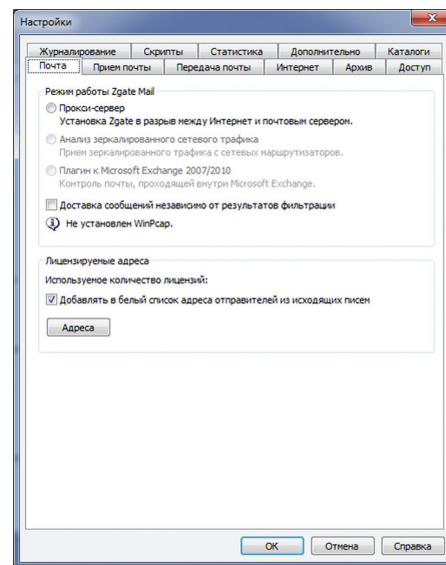 Настройки
Журналирование Скрипты Статистика Дополнительно Каталоги
Почта Прием почты Передача почты Интернет Архив Доступ
Режим работы Zgate Mail
Прокси-сервер
Установка Zgate в разрыв между Интернет и почтовым сервером.
Анализ зеркалированного сетевого трафика
Прием зеркалированного трафика с сетевых маршрутизаторов.
Плагин к Microsoft Exchange 2007/2010
Контроль почты, проходящей внутри Microsoft Exchange.
Доставка сообщений независимо от результатов фильтрации
Не установлен WinPcap.
Лицензируемые адреса
Используемое количество лицензий:
Добавлять в белый список адреса отправителей из исходящих писем
Адреса
ОК Отмена Справка